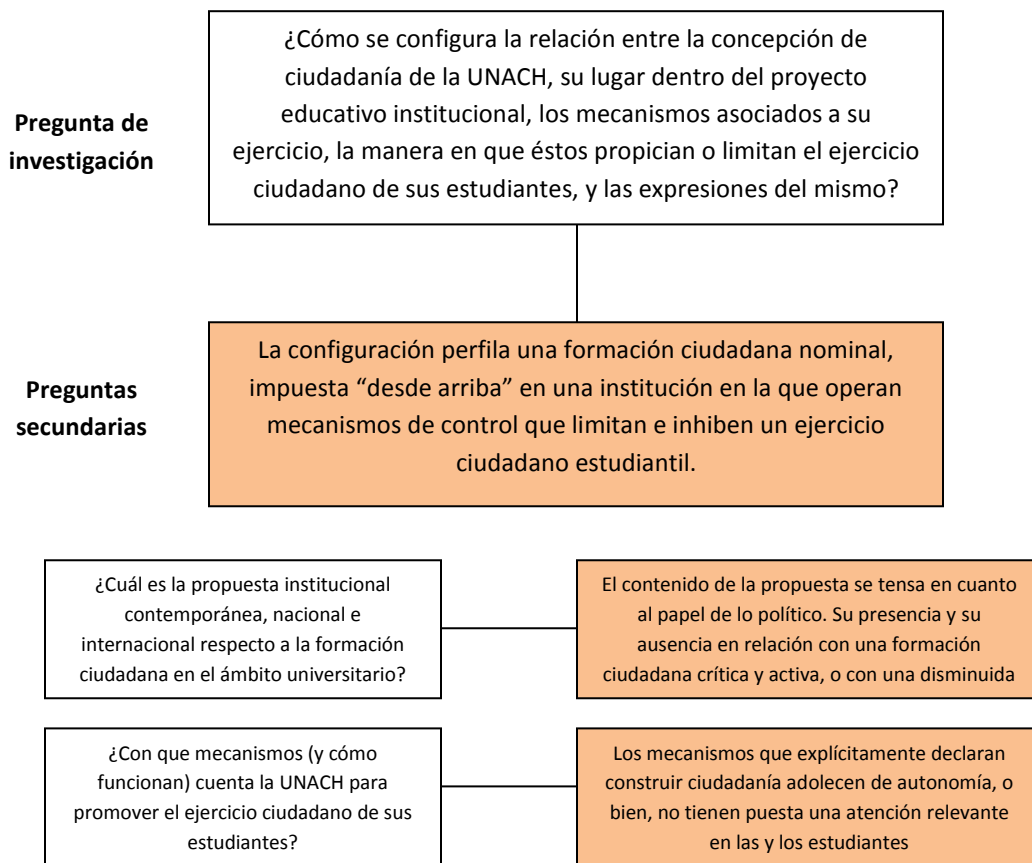 ¿Cómo se configura la relación entre la concepción de
ciudadanía de la UNACH, su lugar dentro del proyecto
educativo institucional, los mecanismos asociados a su
ejercicio, la manera en que éstos propician o limitan el ejercicio
ciudadano de sus estudiantes, y las expresiones del mismo?
Pregunta de
investigación
La configuración perfila una formación ciudadana nominal,
impuesta “desde arriba” en una institución en la que operan
mecanismos de control que limitan e inhiben un ejercicio
ciudadano estudiantil.
Preguntas
secundarias
¿Cuál es la propuesta institucional
contemporánea, nacional e
internacional respecto a la formación
ciudadana en el ámbito universitario?
El contenido de la propuesta se tensa en cuanto
al papel de lo político. Su presencia y su
ausencia en relación con una formación
ciudadana crítica y activa, o con una disminuida
¿Con que mecanismos (y cómo
funcionan) cuenta la UNACH para
promover el ejercicio ciudadano de sus
estudiantes?
Los mecanismos que explícitamente declaran
construir ciudadanía adolecen de autonomía, o
bien, no tienen puesta una atención relevante
en las y los estudiantes